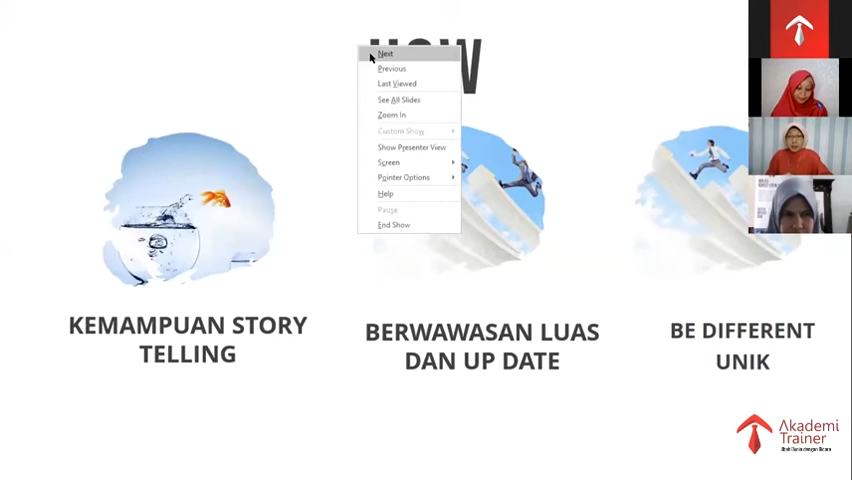 HOW
Next
Previous
Last Viewed
See All Slides
Zoom In
Custom Show
Show Presenter View
Screen
Pointer Options
Help
Pause
End Show
KEMAMPUAN STORY
TELLING
BERWAWASAN LUAS
DAN UP DATE
BE DIFFERENT
UNIK
Akademi
Trainer